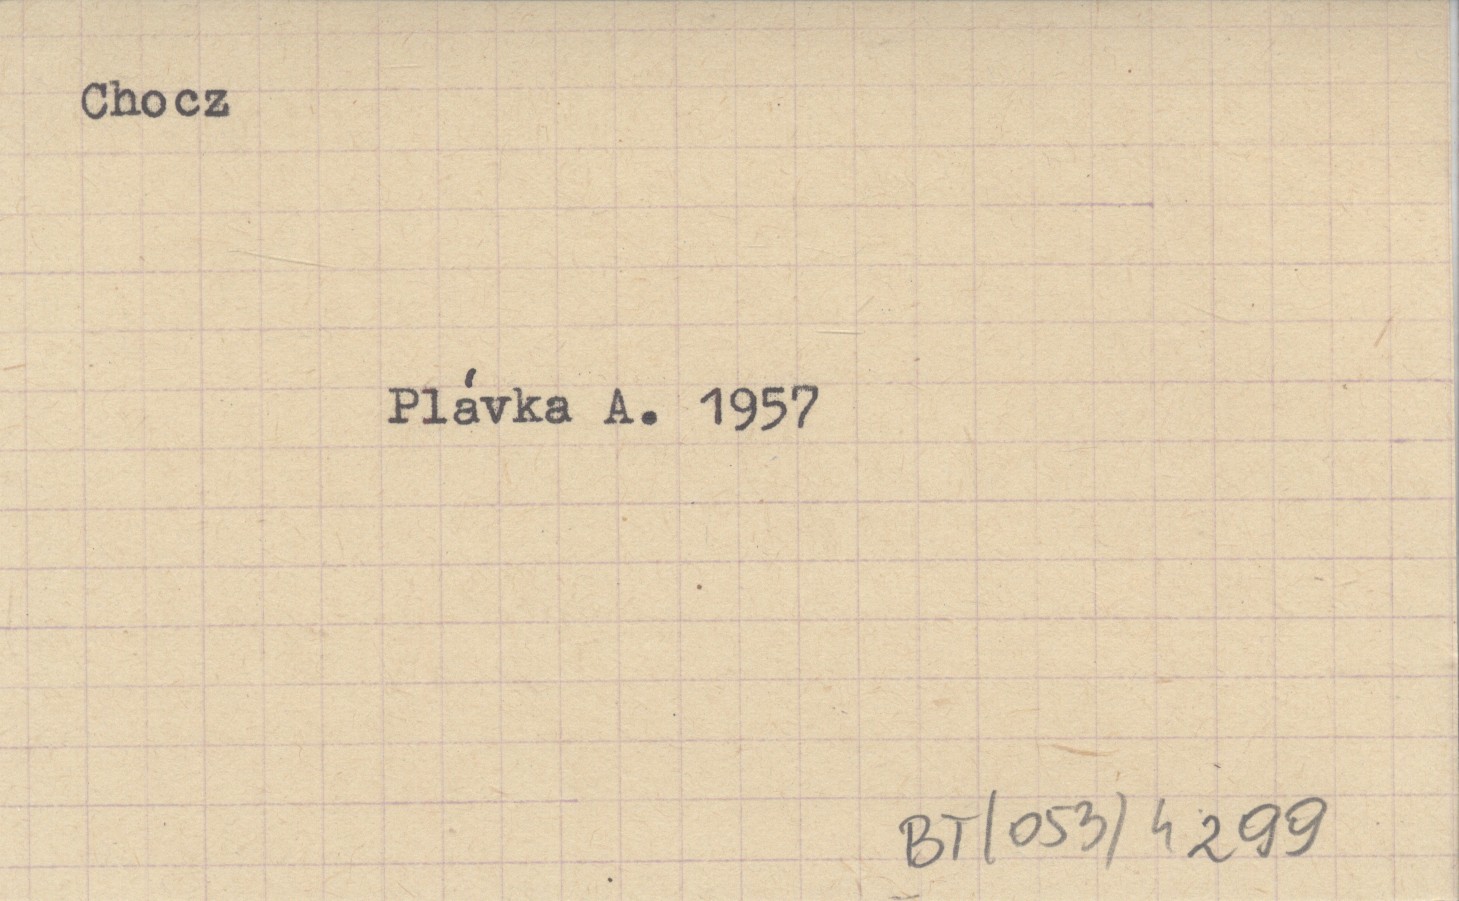 Chocz
Plávka A. 1957
BT/053/4299